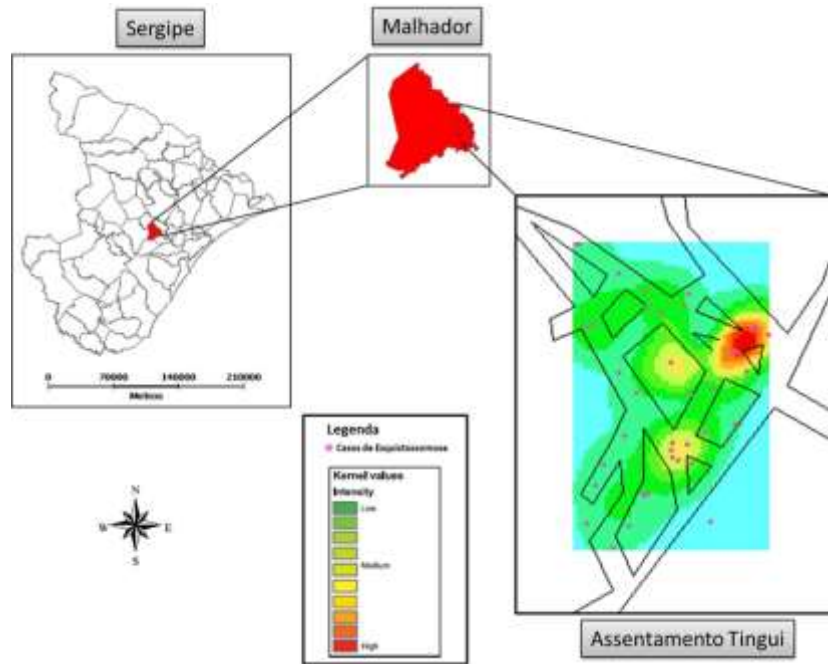 Sergipe
Malhador
0 70000 140000 210000
Metros
N
W E
S
Legenda
Casos de Esquistossomose
Kernel values
Intensity
Low
Medium
High
Assentamento Tingui